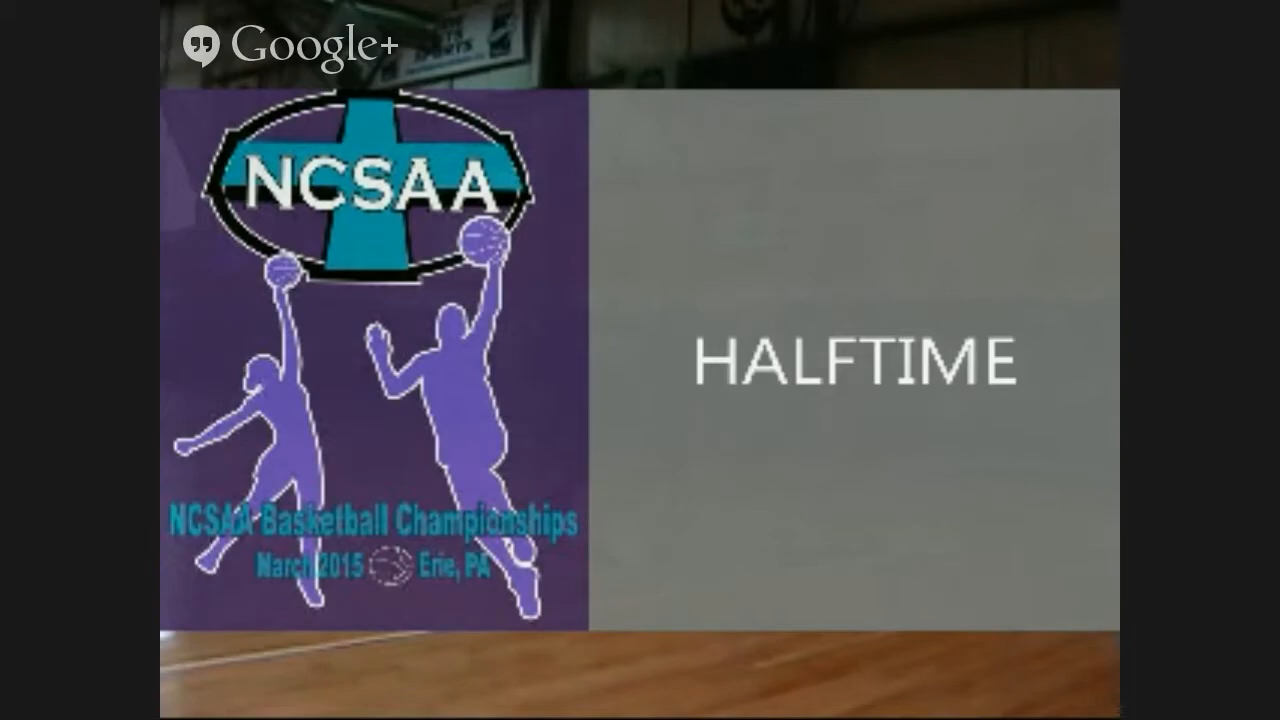 Google+
NCSAA
HALFTIME
NCSAA Basketball Championships
March 2015 Erie, PA